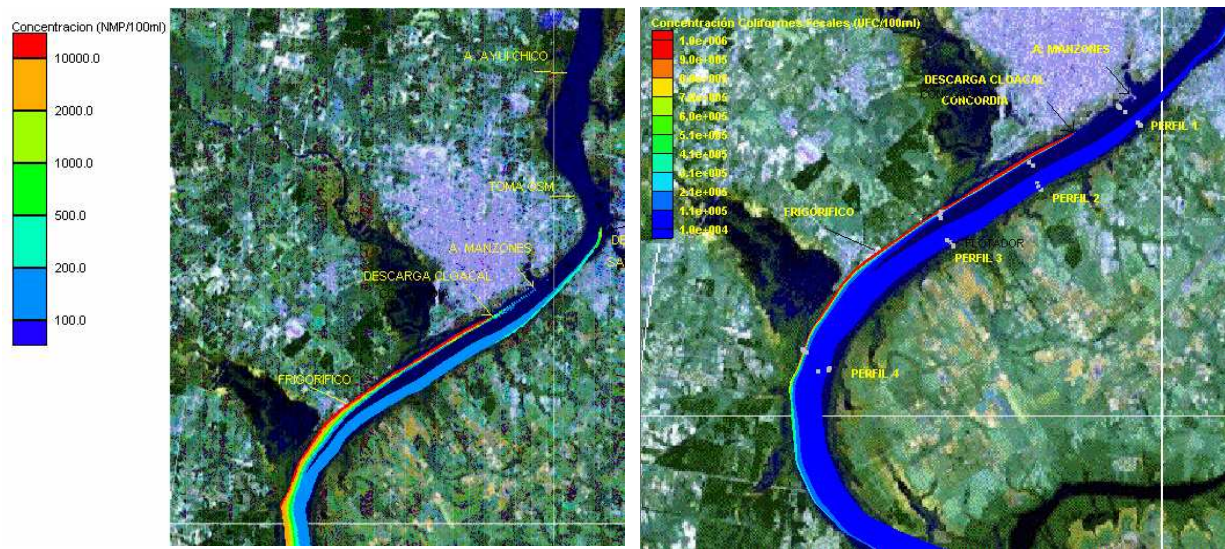 Concentracion (NMP/100ml)
10000.0
2000.0
1000.0
500.0
200.0
100.0
A. AYUI CHICO
TOMA OSM
DE
SA
A. MANZONES
DESCARGA CLOACAL
FRIGORIFICO
Concentración Coliformes Fecales (UFC/100ml)
1.0e+006
9.0e+005
6.0e+005
5.1e+005
4.1e+005
2.1e+005
1.1e+005
1.0e+004
A. MANZONES
DESCARGA CLOACAL
CONCORDIA
PERFIL 1
PERFIL 2
FRIGORIFICO
FLOTADOR
PERFIL 3
PERFIL 4